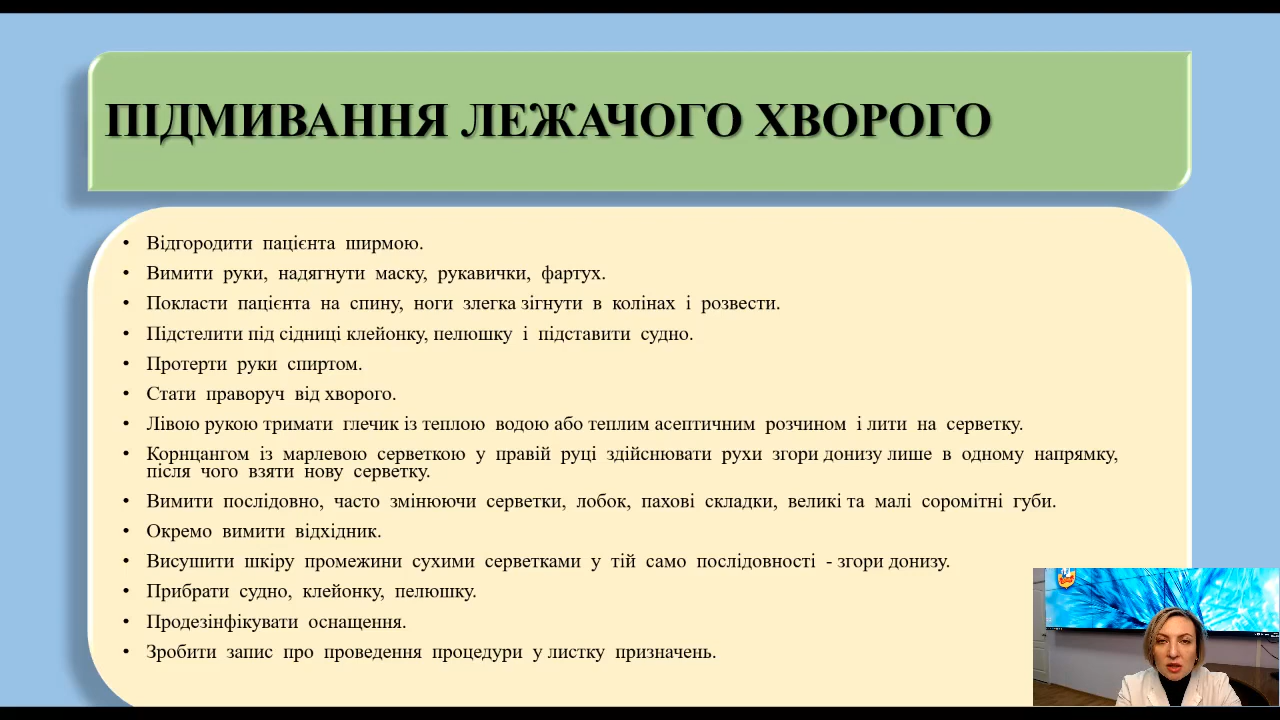 ПІДМИВАННЯ ЛЕЖАЧОГО ХВОРОГО
• Відгородити пацієнта ширмою.
• Вимити руки, надягнути маску, рукавички, фартух.
• Покласти пацієнта на спину, ноги злегка зігнути в колінах і розвести.
• Підстелити під сідниці клейонку, пелюшку і підставити судно.
• Протерти руки спиртом.
• Стати праворуч від хворого.
• Лівою рукою тримати глечик із теплою водою або теплим асептичним розчином і лити на серветку.
• Корнцангом із марлевою серветкою у правій руці здійснювати рухи згори донизу лише в одному напрямку,
після чого взяти нову серветку.
• Вимити послідовно, часто змінюючи серветки, лобок, пахові складки, великі та малі соромітні губи.
• Окремо вимити відхідник.
• Висушити шкіру промежини сухими серветками у тій само послідовності - згори донизу.
• Прибрати судно, клейонку, пелюшку.
• Продезінфікувати оснащення.
• Зробити запис про проведення процедури у листку призначень.